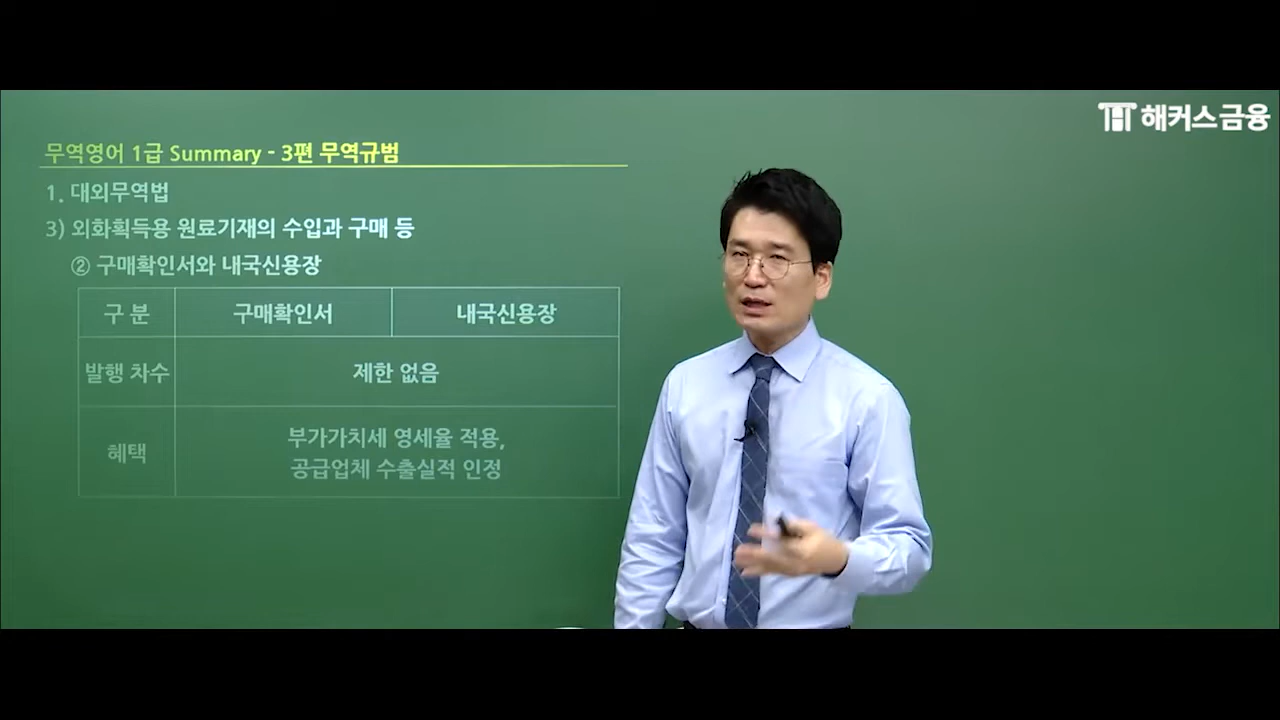 해커스금융
무역영어 1급 Summary - 3편 무역규범
1. 대외무역법
3) 외화획득용 원료기재의 수입과 구매 등
② 구매확인서와 내국신용장
구 분 구매확인서 내국신용장
발행 차수 제한 없음
혜택 부가가치세 영세율 적용,
공급업체 수출실적 인정